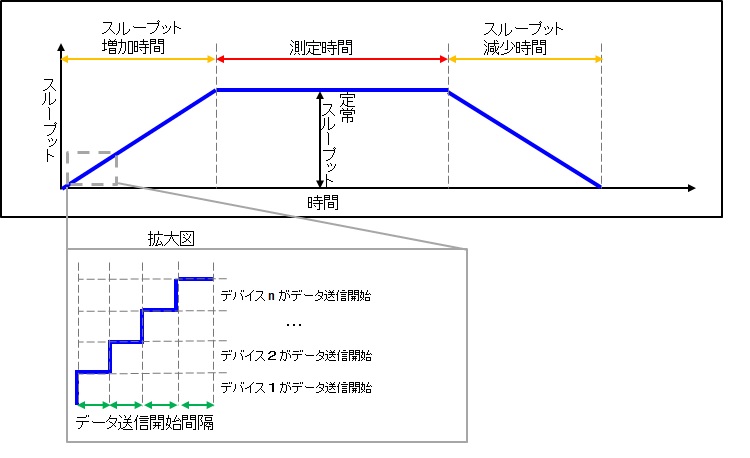 スループット
増加時間
測定時間
スループット
減少時間
スループット
定常
スループット
時間
拡大図
デバイスnがデータ送信開始
...
デバイス2がデータ送信開始
デバイス1がデータ送信開始
データ送信開始間隔